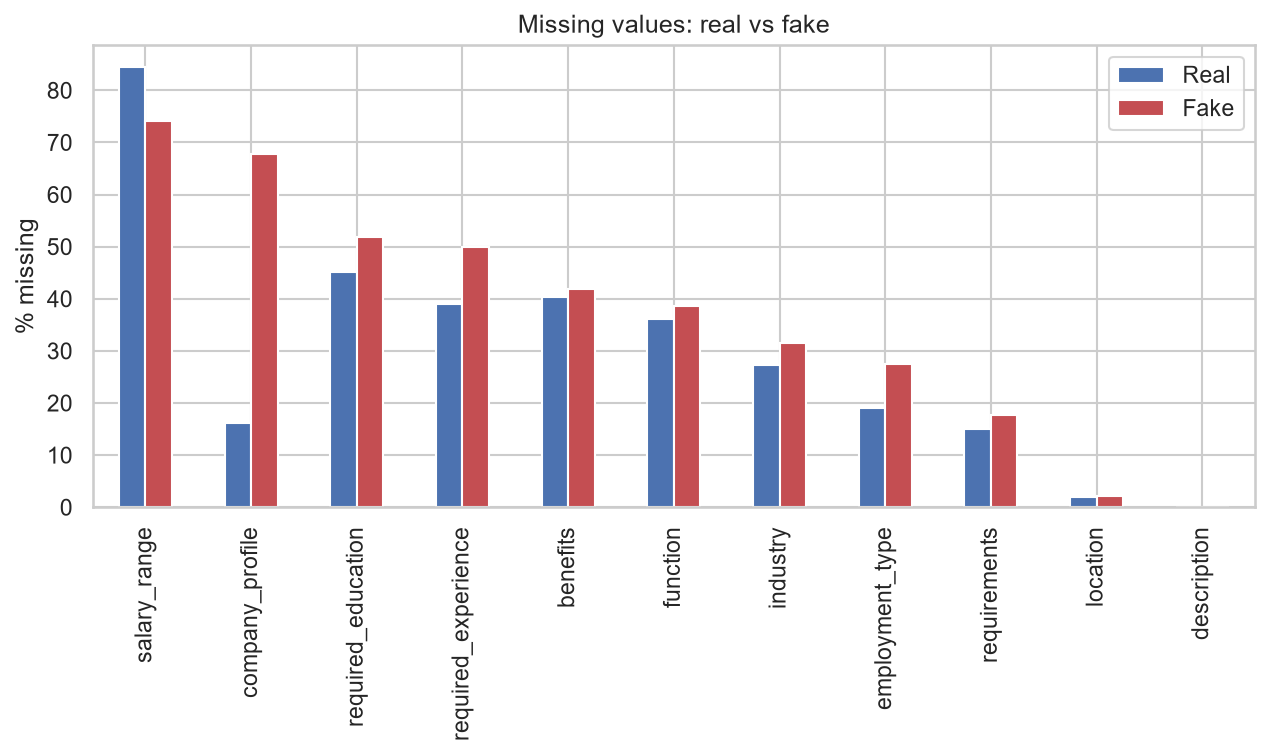 Missing values: real vs fake
Real
Fake
% missing
80
70
60
50
40
30
20
10
0
salary_range
company_profile
required_education
required_experience
benefits
function
industry
employment_type
requirements
location
description